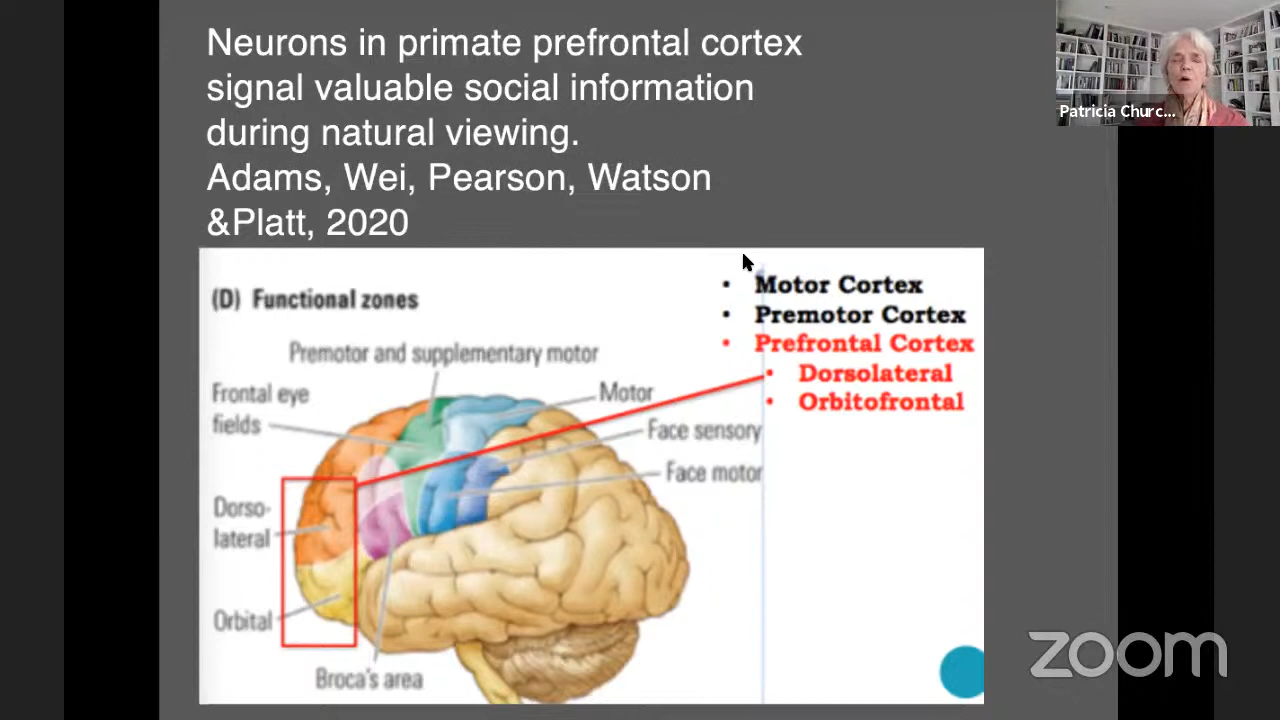 Neurons in primate prefrontal cortex
signal valuable social information
during natural viewing.
Adams, Wei, Pearson, Watson
&Platt, 2020
Patricia Churc...
(D) Functional zones
• Motor Cortex
• Premotor Cortex
• Prefrontal Cortex
• Dorsolateral
• Orbitofrontal
Premotor and supplementary motor
Frontal eye
fields
Motor
Face sensory
Face motor
Dorso-
lateral
Orbital
Broca's area
zoom